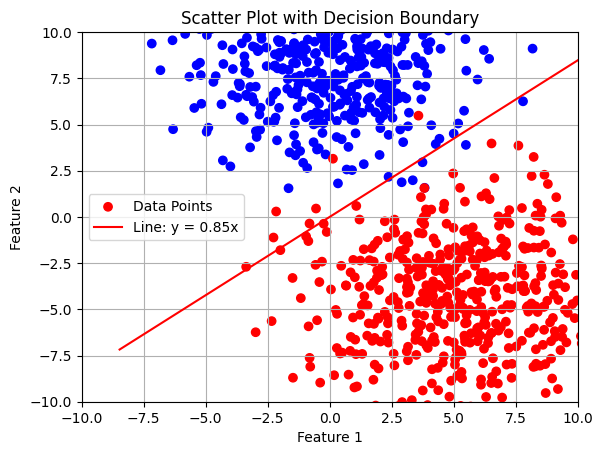 Scatter Plot with Decision Boundary
10.0
7.5
5.0
2.5
0.0
−2.5
−5.0
−7.5
−10.0
Feature 2
Data Points
Line: y = 0.85x
−10.0 −7.5 −5.0 −2.5 0.0 2.5 5.0 7.5 10.0
Feature 1